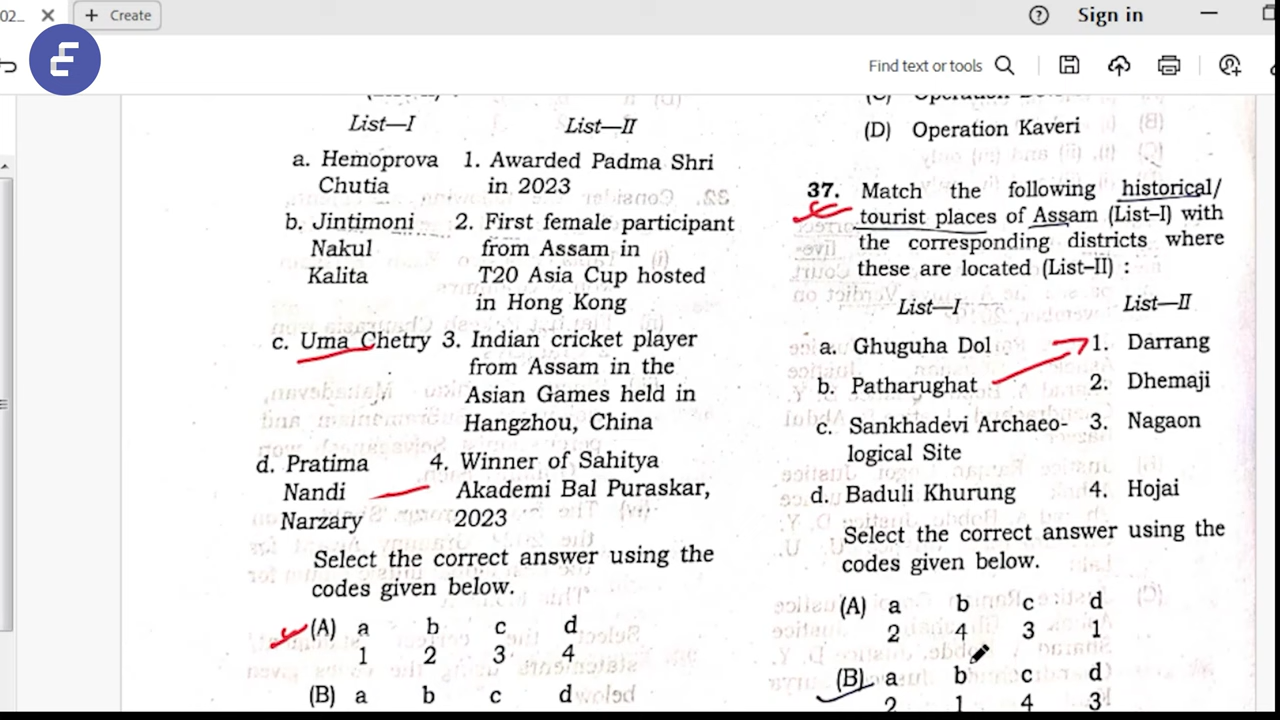 02...
Create
Sign in
Find text or tools
E
List—I List—II
a. Hemoprova 1. Awarded Padma Shri
Chutia in 2023
b. Jintimoni 2. First female participant
Nakul from Assam in
Kalita T20 Asia Cup hosted
in Hong Kong
c. Uma Chetry 3. Indian cricket player
from Assam in the
Asian Games held in
Hangzhou, China
d. Pratima 4. Winner of Sahitya
Nandi Akademi Bal Puraskar,
Narzary 2023
Select the correct answer using the
codes given below.
(A) a b c d
1 2 3 4
(B) a b c d
(D) Operation Kaveri
37. Match the following historical/
tourist places of Assam (List-I) with
the corresponding districts where
these are located (List-II) :
List—I List—II
a. Ghuguha Dol 1. Darrang
b. Patharughat 2. Dhemaji
c. Sankhadevi Archaeo- 3. Nagaon
logical Site
d. Baduli Khurung 4. Hojai
Select the correct answer using the
codes given below.
(A) a b c d
2 4 3 1
(B) a b c d
2 1 4 3